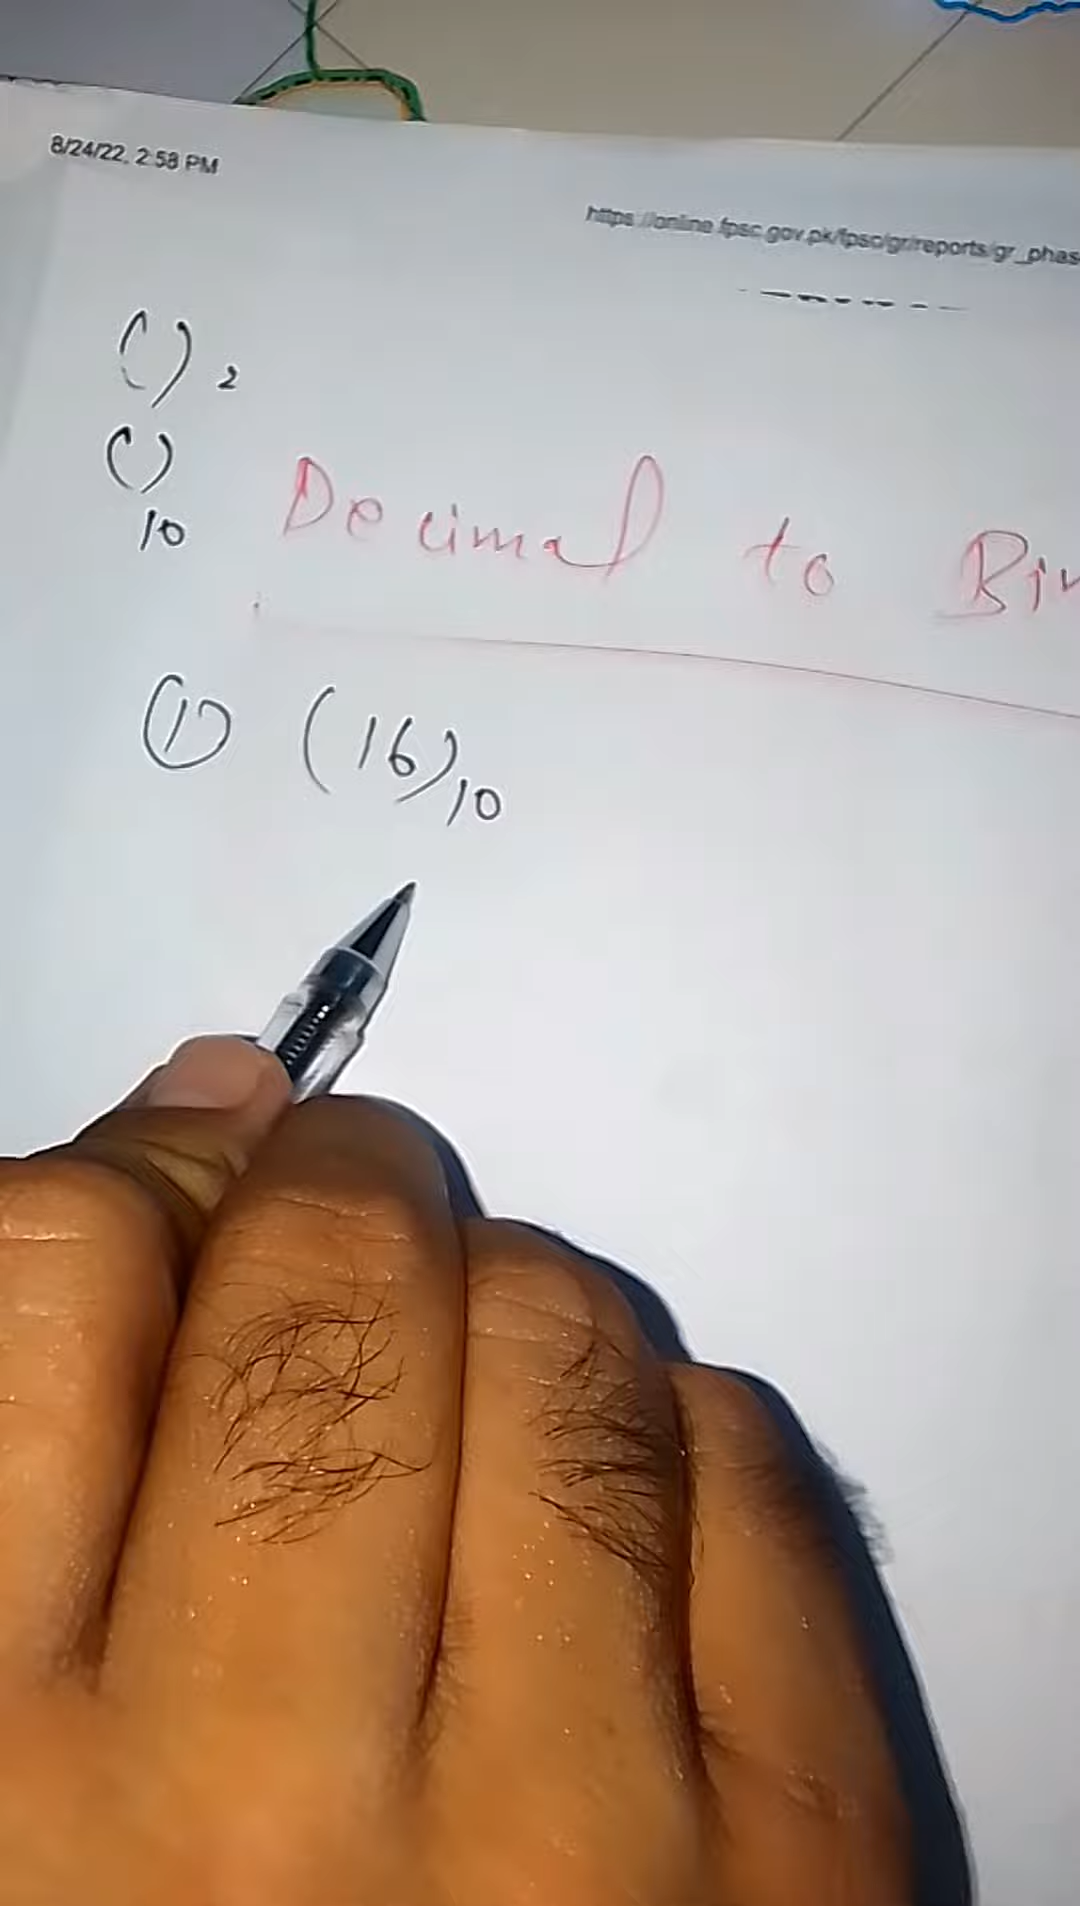 8/24/22, 2:58 PM
https://online.fpsc.gov.pk/fpsc/gr/reports/gr_phas
( ) 2
( ) 10
Decimal to Bin
① (16)10